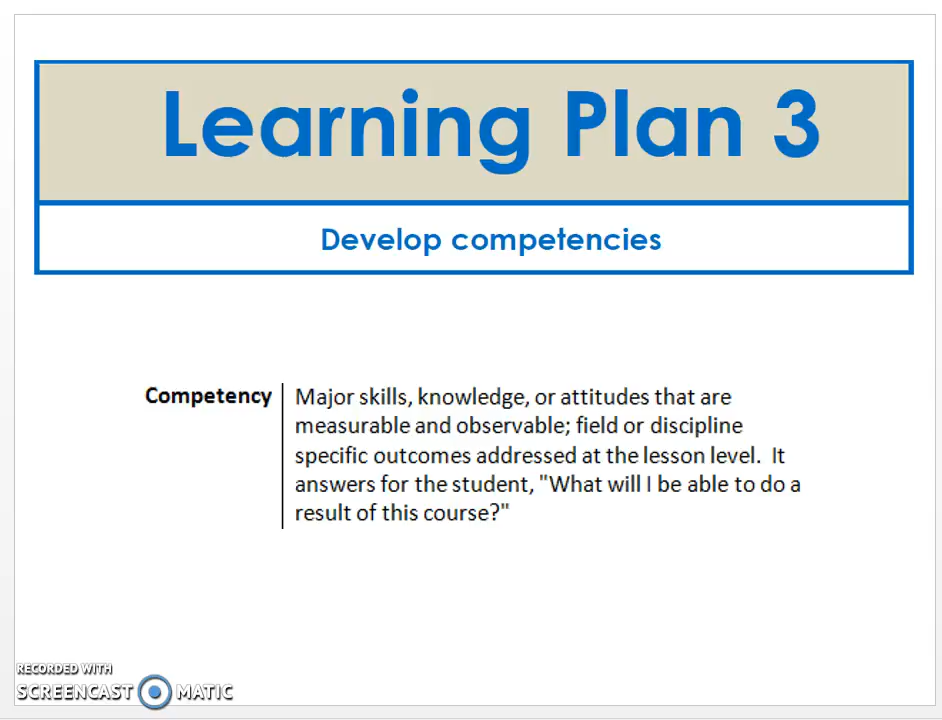 Learning Plan 3
Develop competencies
Competency
Major skills, knowledge, or attitudes that are
measurable and observable; field or discipline
specific outcomes addressed at the lesson level.  It
answers for the student, "What will I be able to do a
result of this course?"
RECORDED WITH
SCREENCAST MATIC